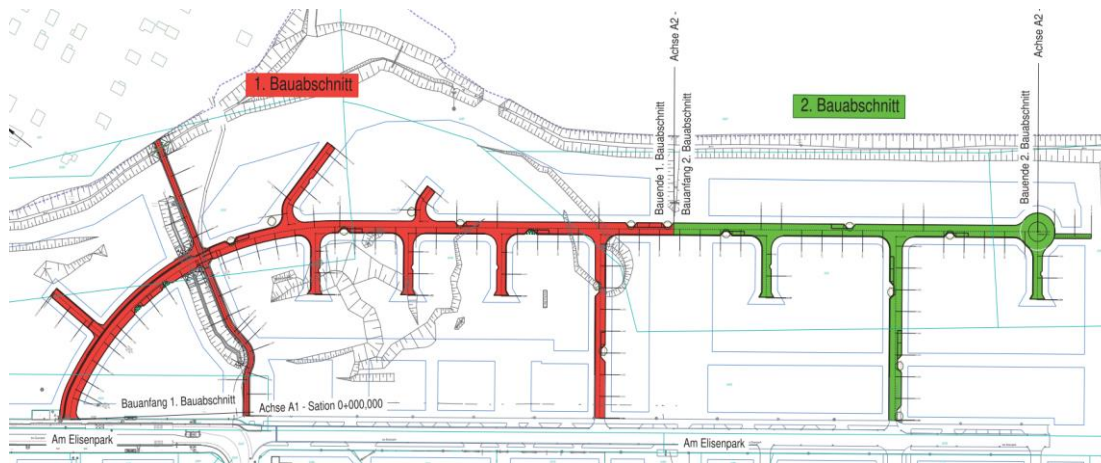 1. Bauabschnitt
2. Bauabschnitt
Achse A2 -
Achse A2 -
Bauende 1. Bauabschnitt
Bauanfang 2. Bauabschnitt
Bauende 2. Bauabschnitt
Bauanfang 1. Bauabschnitt
Achse A1 - Sation 0+000,000
Am Elisenpark
Am Elisenpark